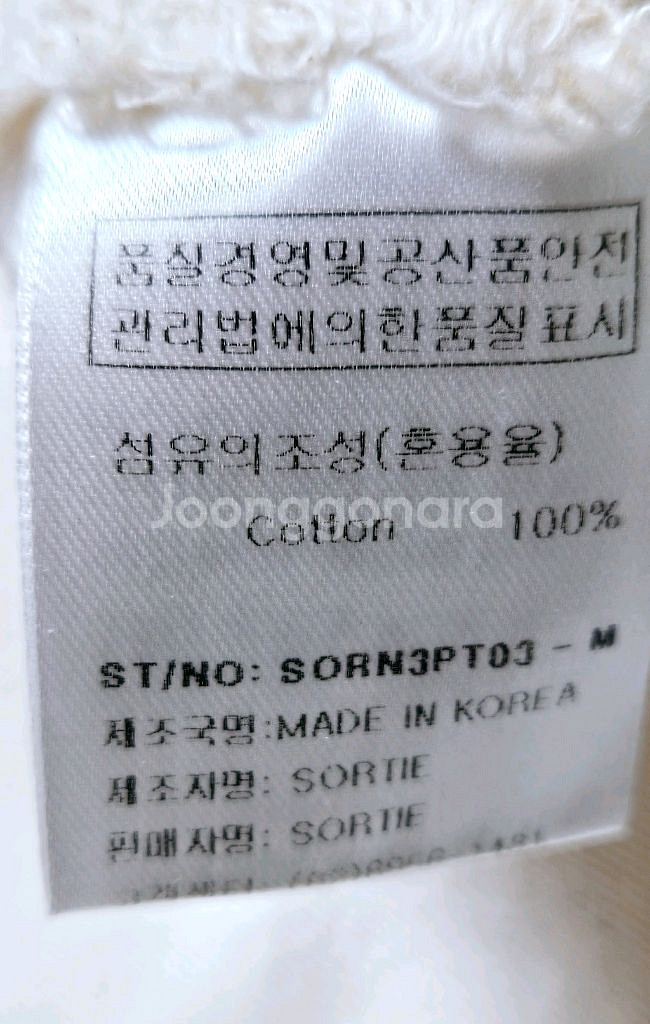 품질경영및공산품안전
관리법에의한품질표시
섬유의조성(혼용율)
Joonggonara
Cotton 100%
ST/NO: SORN3PT03 - M
제조국명:MADE IN KOREA
제조자명: SORTIE
판매자명: SORTIE